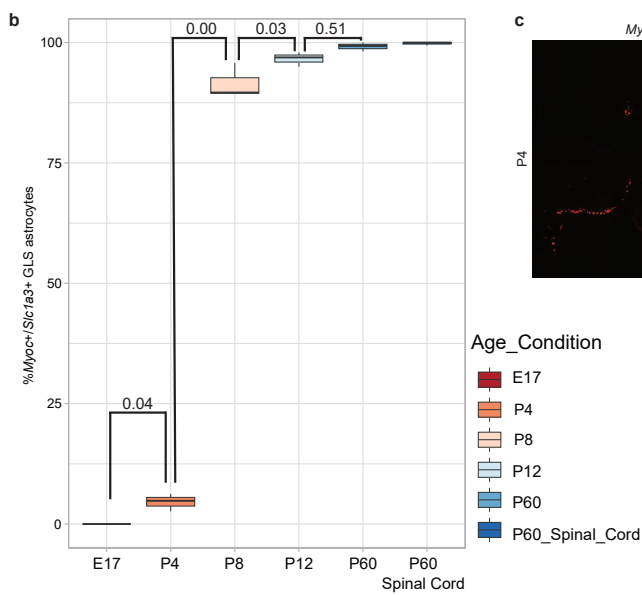 b
0.00
0.03
0.51
100
75
50
25
0
%Myoc+/Slc1a3+ GLS astrocytes
0.04
E17
P4
P8
P12
P60
P60
Spinal Cord
c
My
P4
Age_Condition
E17
P4
P8
P12
P60
P60_Spinal_Cord